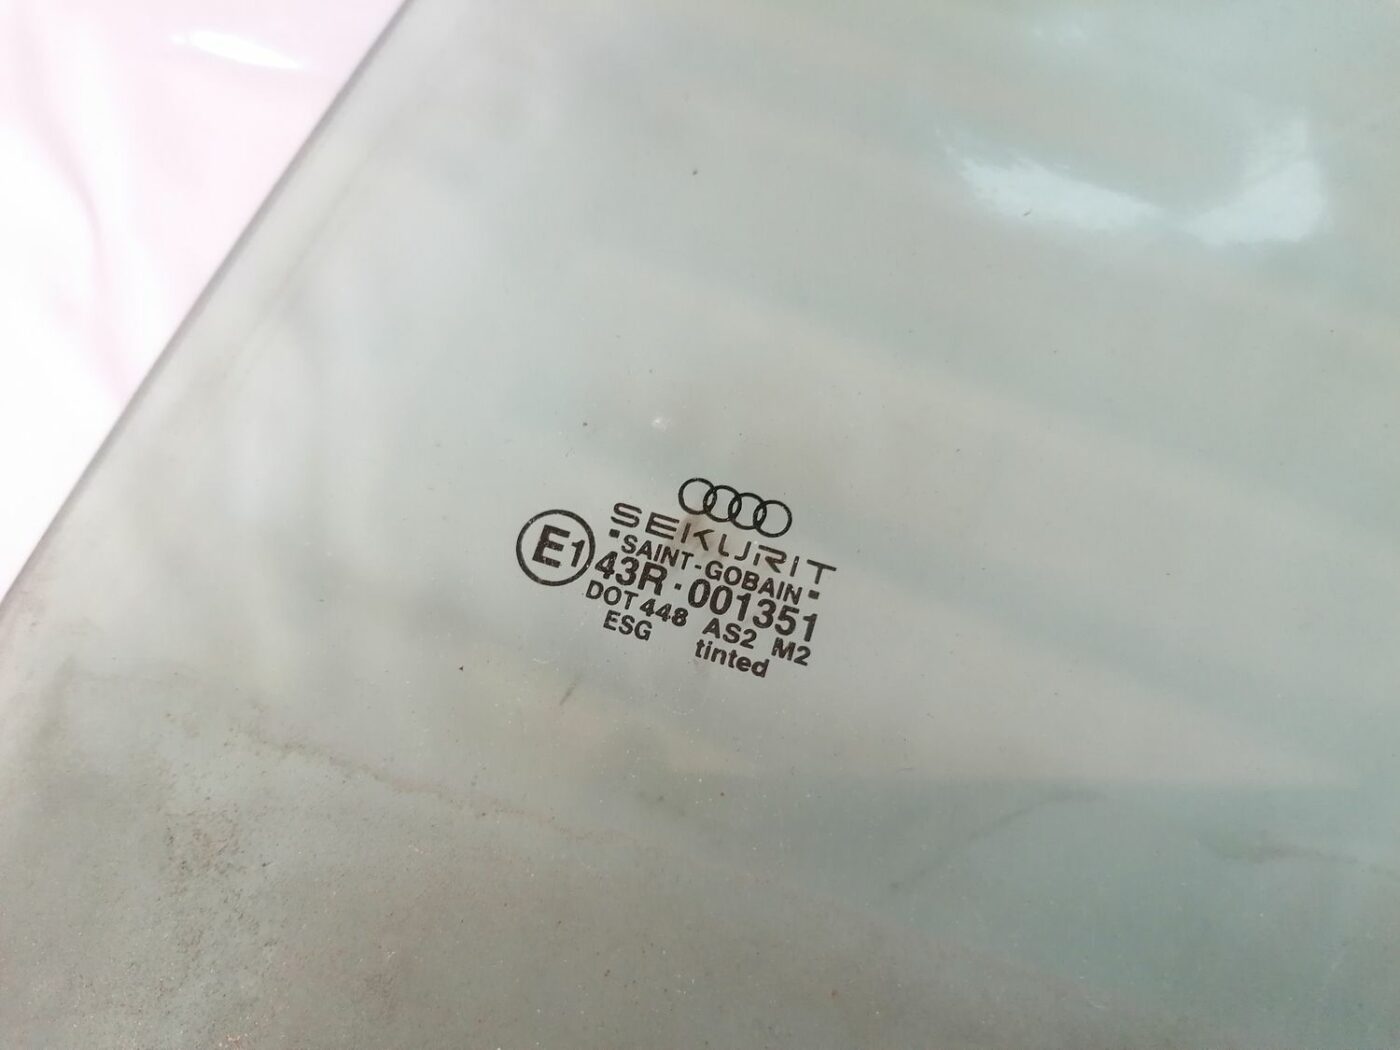 SEKURIT
"SAINT-GOBAIN"
E1
43R·001351
DOT 448 AS2 M2
ESG tinted